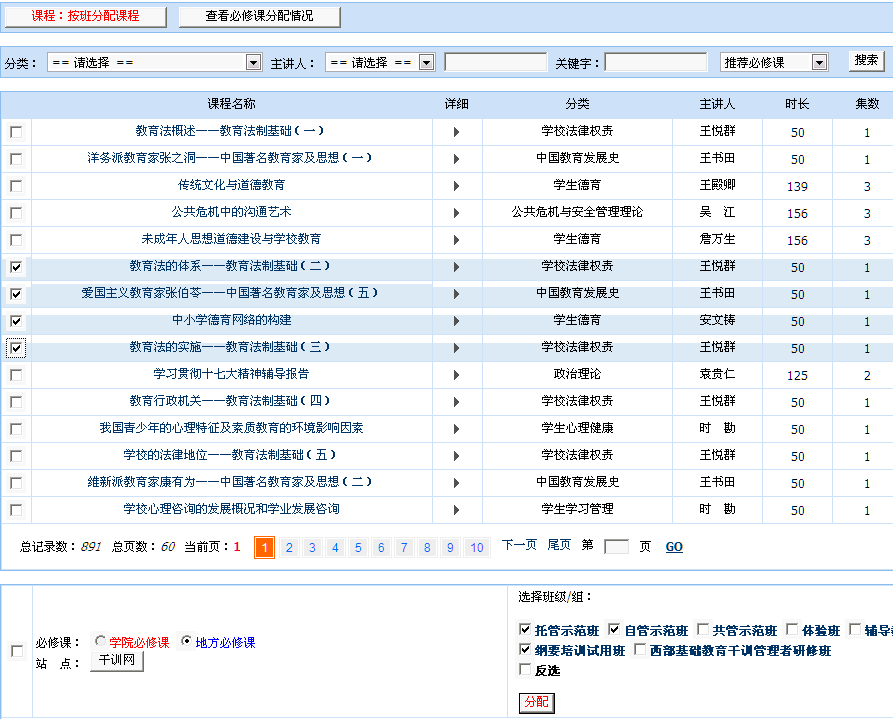 课程：按班分配课程 查看必修课分配情况
分类： == 请选择 == 主讲人： == 请选择 == 关键字： 推荐必修课 搜索
课程名称 详细 分类 主讲人 时长 集数
教育法概述——教育法制基础（一） 学校法律权责 王悦群 50 1
洋务派教育家张之洞——中国著名教育家及思想（一） 中国教育发展史 王书田 50 1
传统文化与道德教育 学生德育 王殿卿 139 3
公共危机中的沟通艺术 公共危机与安全管理理论 吴 江 156 3
未成年人思想道德建设与学校教育 学生德育 詹万生 156 3
教育法的体系——教育法制基础（二） 学校法律权责 王悦群 50 1
爱国主义教育家张伯苓——中国著名教育家及思想（五） 中国教育发展史 王书田 50 1
中小学德育网络的构建 学生德育 安文铸 50 1
教育法的实施——教育法制基础（三） 学校法律权责 王悦群 50 1
学习贯彻十七大精神辅导报告 政治理论 袁贵仁 125 2
教育行政机关——教育法制基础（四） 学校法律权责 王悦群 50 1
我国青少年的心理特征及素质教育的环境影响因素 学生心理健康 时 勘 50 1
学校的法律地位——教育法制基础（五） 学校法律权责 王悦群 50 1
维新派教育家康有为——中国著名教育家及思想（二） 中国教育发展史 王书田 50 1
学校心理咨询的发展概况和学业发展咨询 学生学习管理 时 勘 50 1
总记录数：891 总页数：60 当前页：1 1 2 3 4 5 6 7 8 9 10 下一页 尾页 第 页 GO
选择班级/组：
必修课： 学院必修课 地方必修课
站 点： 干训网
托管示范班 自管示范班 共管示范班 体验班 辅导
纲要培训试用班 西部基础教育干训管理者研修班
反选
分配